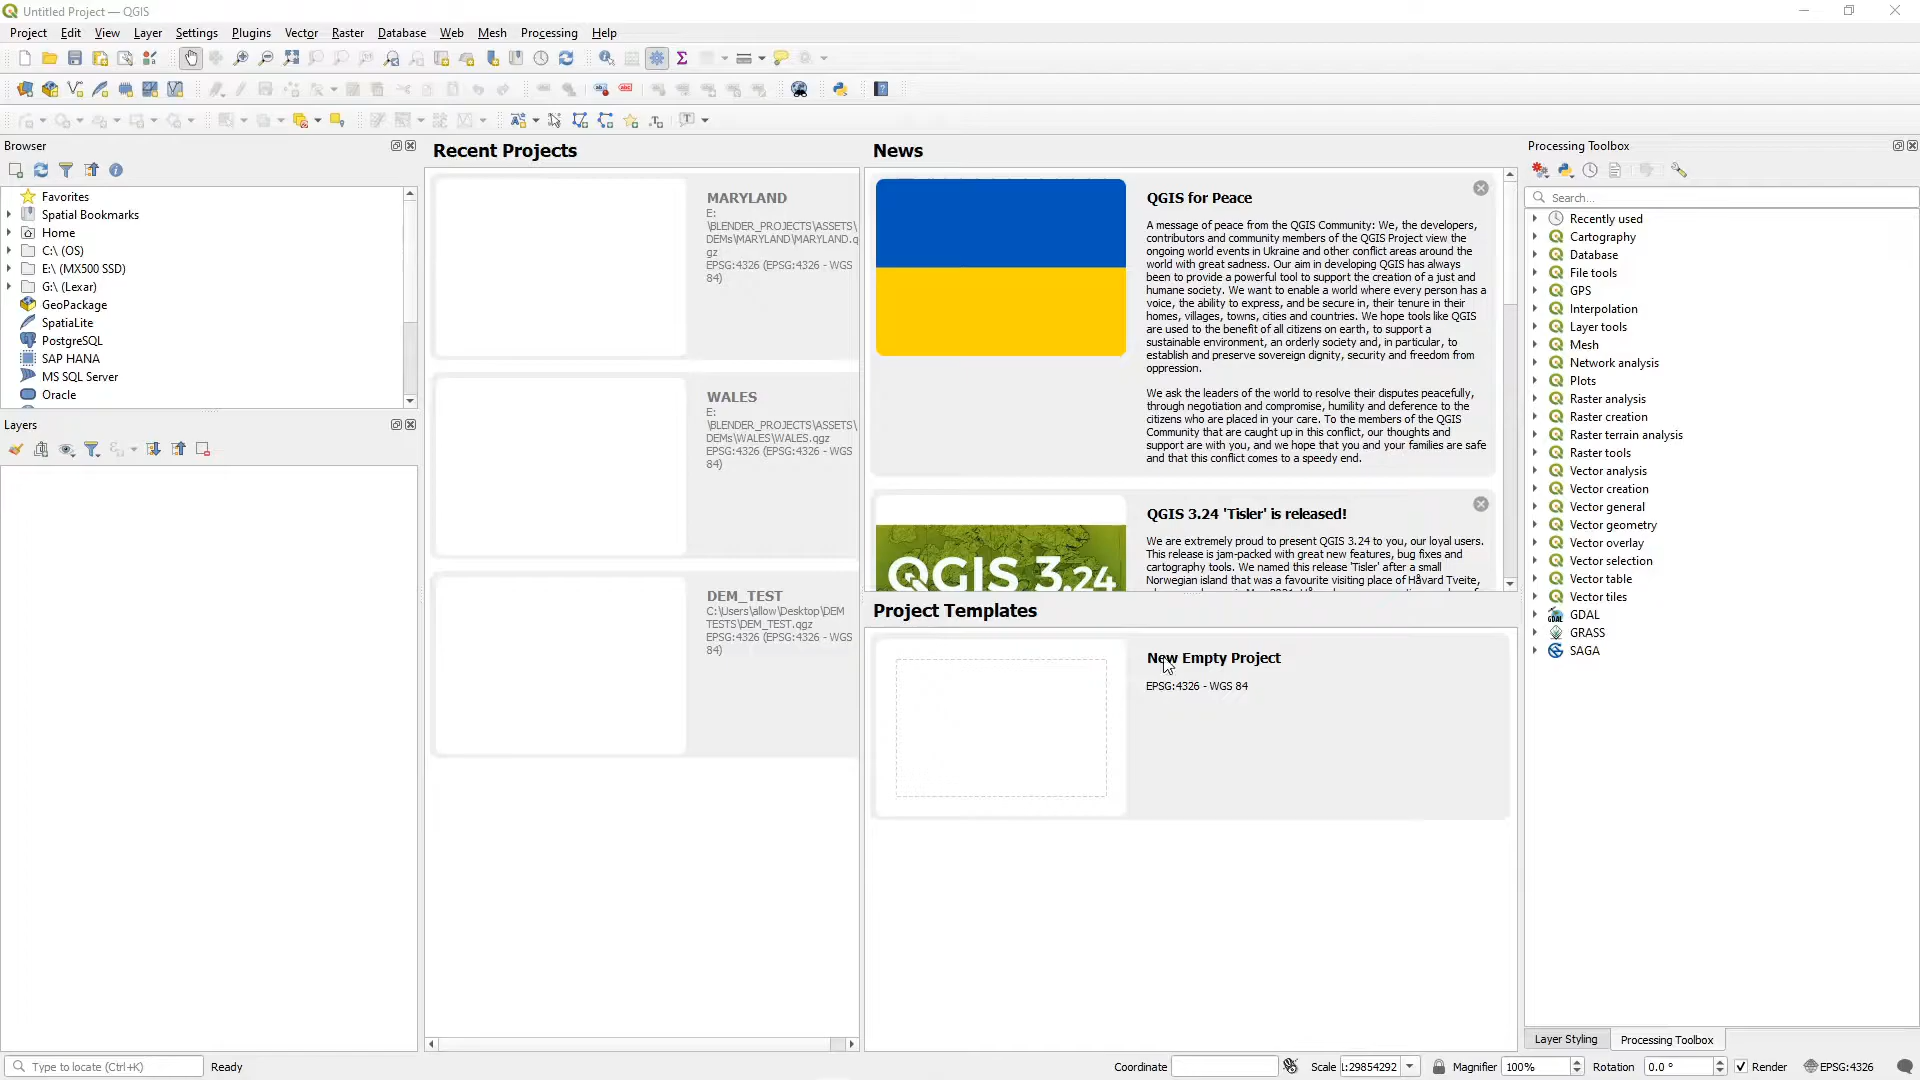 Untitled Project — QGIS
Project Edit View Layer Settings Plugins Vector Raster Database Web Mesh Processing Help
Browser
Favorites
Spatial Bookmarks
Home
C:\ (OS)
E:\ (MX500 SSD)
G:\ (Lexar)
GeoPackage
SpatiaLite
PostgreSQL
SAP HANA
MS SQL Server
Oracle
Layers
Recent Projects
MARYLAND
E:
\BLENDER_PROJECTS\ASSETS\
DEMs\MARYLAND\MARYLAND.q
gz
EPSG:4326 (EPSG:4326 - WGS
84)
WALES
E:
\BLENDER_PROJECTS\ASSETS\
DEMs\WALES\WALES.qgz
EPSG:4326 (EPSG:4326 - WGS
84)
DEM_TEST
C:\Users\allow\Desktop\DEM
TESTS\DEM_TEST.qgz
EPSG:4326 (EPSG:4326 - WGS
84)
News
QGIS for Peace
A message of peace from the QGIS Community: We, the developers,
contributors and community members of the QGIS Project view the
ongoing world events in Ukraine and other conflict areas around the
world with great sadness. Our aim in developing QGIS has always
been to provide a powerful tool to support the creation of a just and
humane society. We want to enable a world where every person has a
voice, the ability to express, and be secure in, their tenure in their
homes, villages, towns, cities and countries. We hope tools like QGIS
are used to the benefit of all citizens on earth, to support a
sustainable environment, an orderly society and, in particular, to
establish and preserve sovereign dignity, security and freedom from
oppression.
We ask the leaders of the world to resolve their disputes peacefully,
through negotiation and compromise, humility and deference to the
citizens who are placed in your care. To the members of the QGIS
Community that are caught up in this conflict, our thoughts and
support are with you, and we hope that you and your families are safe
and that this conflict comes to a speedy end.
QGIS 3.24
QGIS 3.24 'Tisler' is released!
We are extremely proud to present QGIS 3.24 to you, our loyal users.
This release is jam-packed with great new features, bug fixes and
cartography tools. We named this release 'Tisler' after a small
Norwegian island that was a favourite visiting place of Håvard Tveite,
Project Templates
New Empty Project
EPSG:4326 - WGS 84
Processing Toolbox
Search...
Recently used
Cartography
Database
File tools
GPS
Interpolation
Layer tools
Mesh
Network analysis
Plots
Raster analysis
Raster creation
Raster terrain analysis
Raster tools
Vector analysis
Vector creation
Vector general
Vector geometry
Vector overlay
Vector selection
Vector table
Vector tiles
GDAL
GRASS
SAGA
Layer Styling Processing Toolbox
Type to locate (Ctrl+K) Ready Coordinate Scale 1:29854292 Magnifier 100% Rotation 0.0 ° Render EPSG:4326